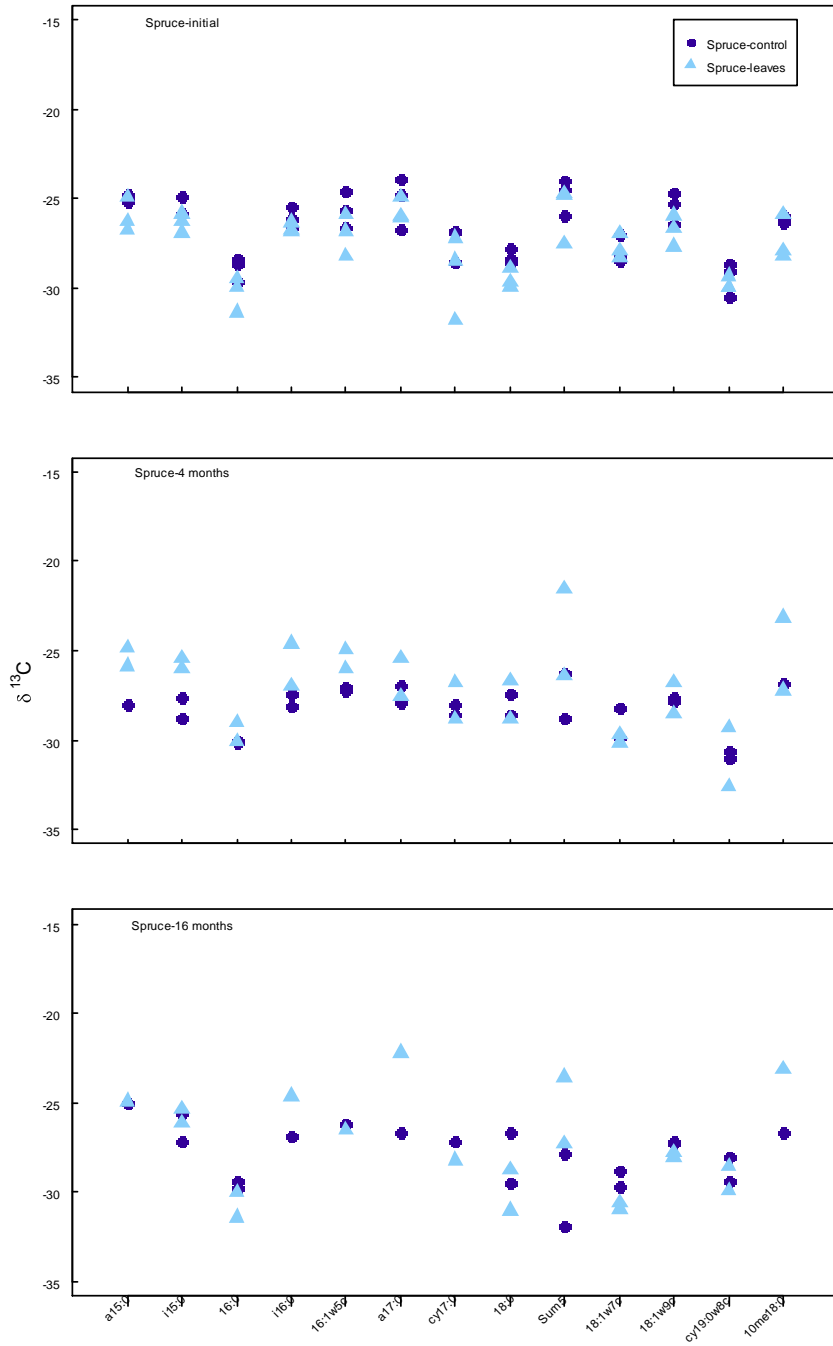 -15
Spruce-initial
Spruce-control
Spruce-leaves
-20
-25
-30
-35
-15
Spruce-4 months
-20
-25
-30
-35
δ 13C
-15
Spruce-16 months
-20
-25
-30
-35
a15:0
i15:0
16:0
i16:0
16:1w5c
a17:0
cy17:0
18:0
Sum5
18:1w7c
18:1w9c
cy19:0w8c
10me18:0